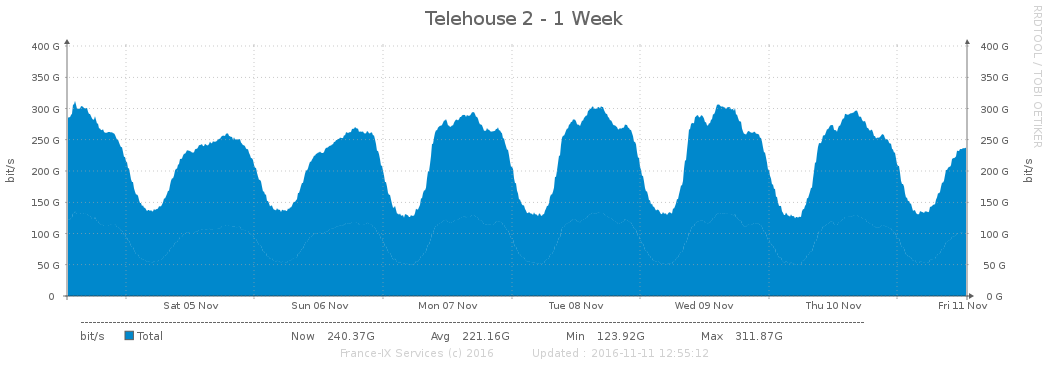 Telehouse 2 - 1 Week
RRDTOOL / TOBI OETIKER
bit/s
400 G
350 G
300 G
250 G
200 G
150 G
100 G
50 G
0
400 G
350 G
300 G
250 G
200 G
150 G
100 G
50 G
0 G
bit/s
Sat 05 Nov Sun 06 Nov Mon 07 Nov Tue 08 Nov Wed 09 Nov Thu 10 Nov Fri 11 Nov
bit/s Total Now 240.37G Avg 221.16G Min 123.92G Max 311.87G
France-IX Services (c) 2016 Updated : 2016-11-11 12:55:12